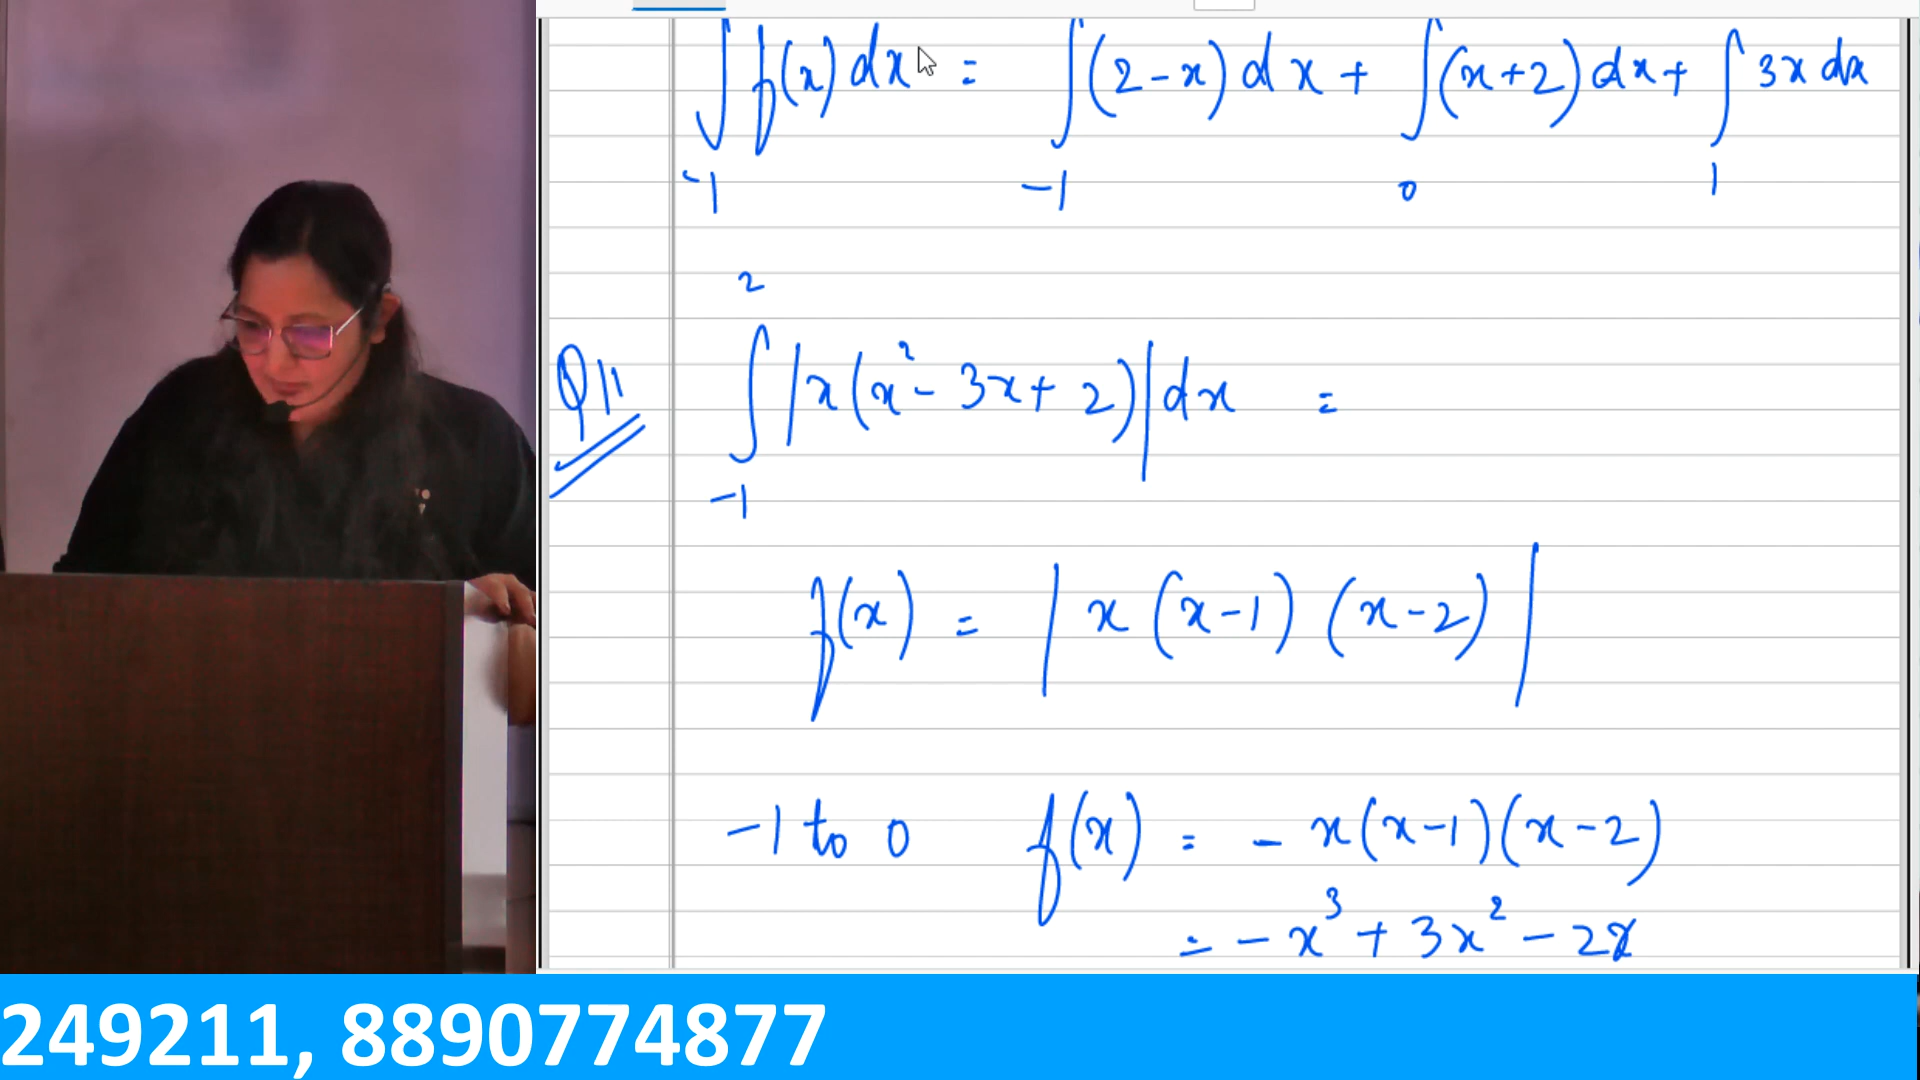 ∫ f(x) dx = ∫ (2-x) dx + ∫ (x+2) dx + ∫ 3x dx
-1 -1 0 1
2
Q11 ∫ |x(x²- 3x+ 2)| dx =
-1
f(x) = | x (x-1) (x-2) |
-1 to 0 f(x) = - x(x-1)(x-2)
= - x³ + 3x² - 2x
249211, 8890774877